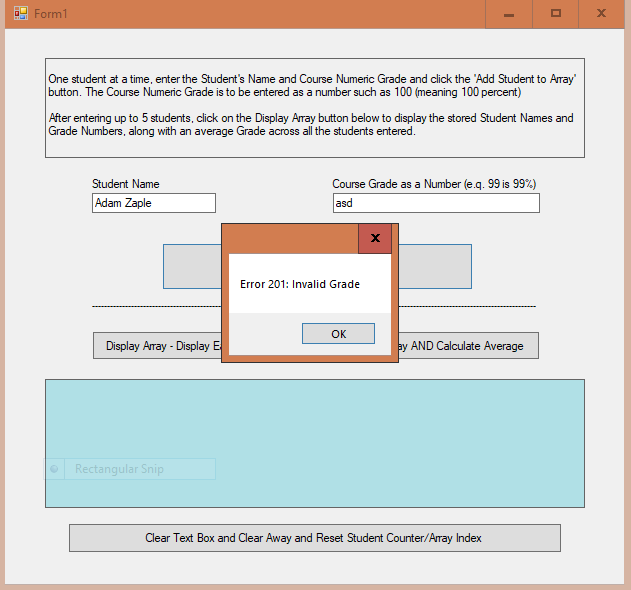 Form1
One student at a time, enter the Student's Name and Course Numeric Grade and click the 'Add Student to Array'
button. The Course Numeric Grade is to be entered as a number such as 100 (meaning 100 percent)
After entering up to 5 students, click on the Display Array button below to display the stored Student Names and
Grade Numbers, along with an average Grade across all the students entered.
Student Name
Course Grade as a Number (e.q. 99 is 99%)
Adam Zaple
asd
x
Error 201: Invalid Grade
OK
Display Array - Display E
ay AND Calculate Average
Rectangular Snip
Clear Text Box and Clear Away and Reset Student Counter/Array Index